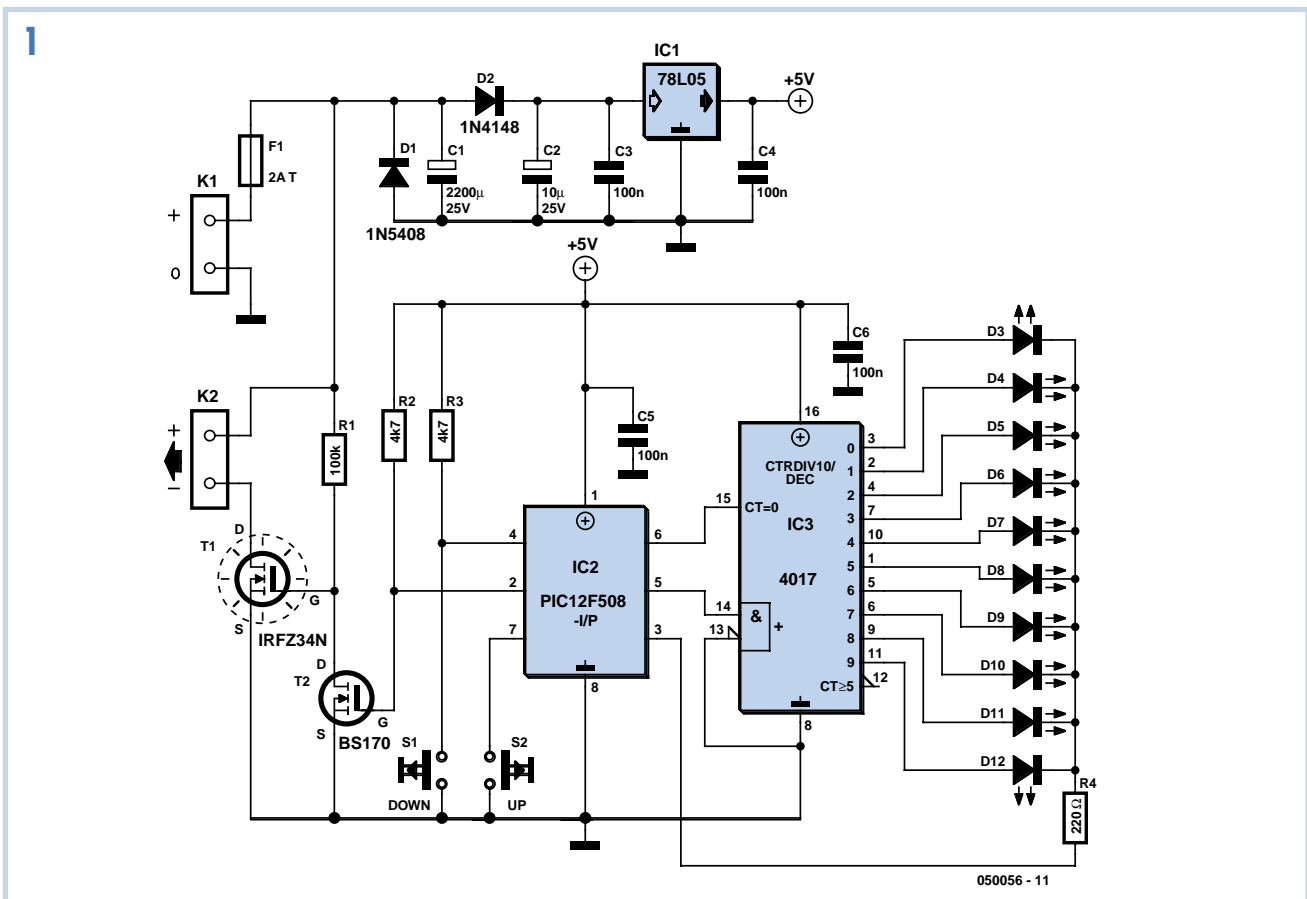 1
IC1
78L05
+5V
D2
1N4148
F1
2A T
D1
1N5408
C1
2200µ
25V
C2
10µ
25V
C3
100n
C4
100n
K1
+
0
+5V
K2
+
–
R1
100k
R2
4k7
R3
4k7
C5
100n
C6
100n
D
T1
G
S
IRFZ34N
D
T2
G
S
BS170
1
4
2
7
IC2
PIC12F508
-I/P
6
5
3
8
16
CTRDIV10/
DEC
15
CT=0
IC3
4017
14
13
&
+
0
1
2
3
4
5
6
7
8
9
CT≥5
3
2
4
7
10
1
5
6
9
11
12
8
D3
D4
D5
D6
D7
D8
D9
D10
D11
D12
R4
220 Ω
S1
DOWN
S2
UP
050056 - 11